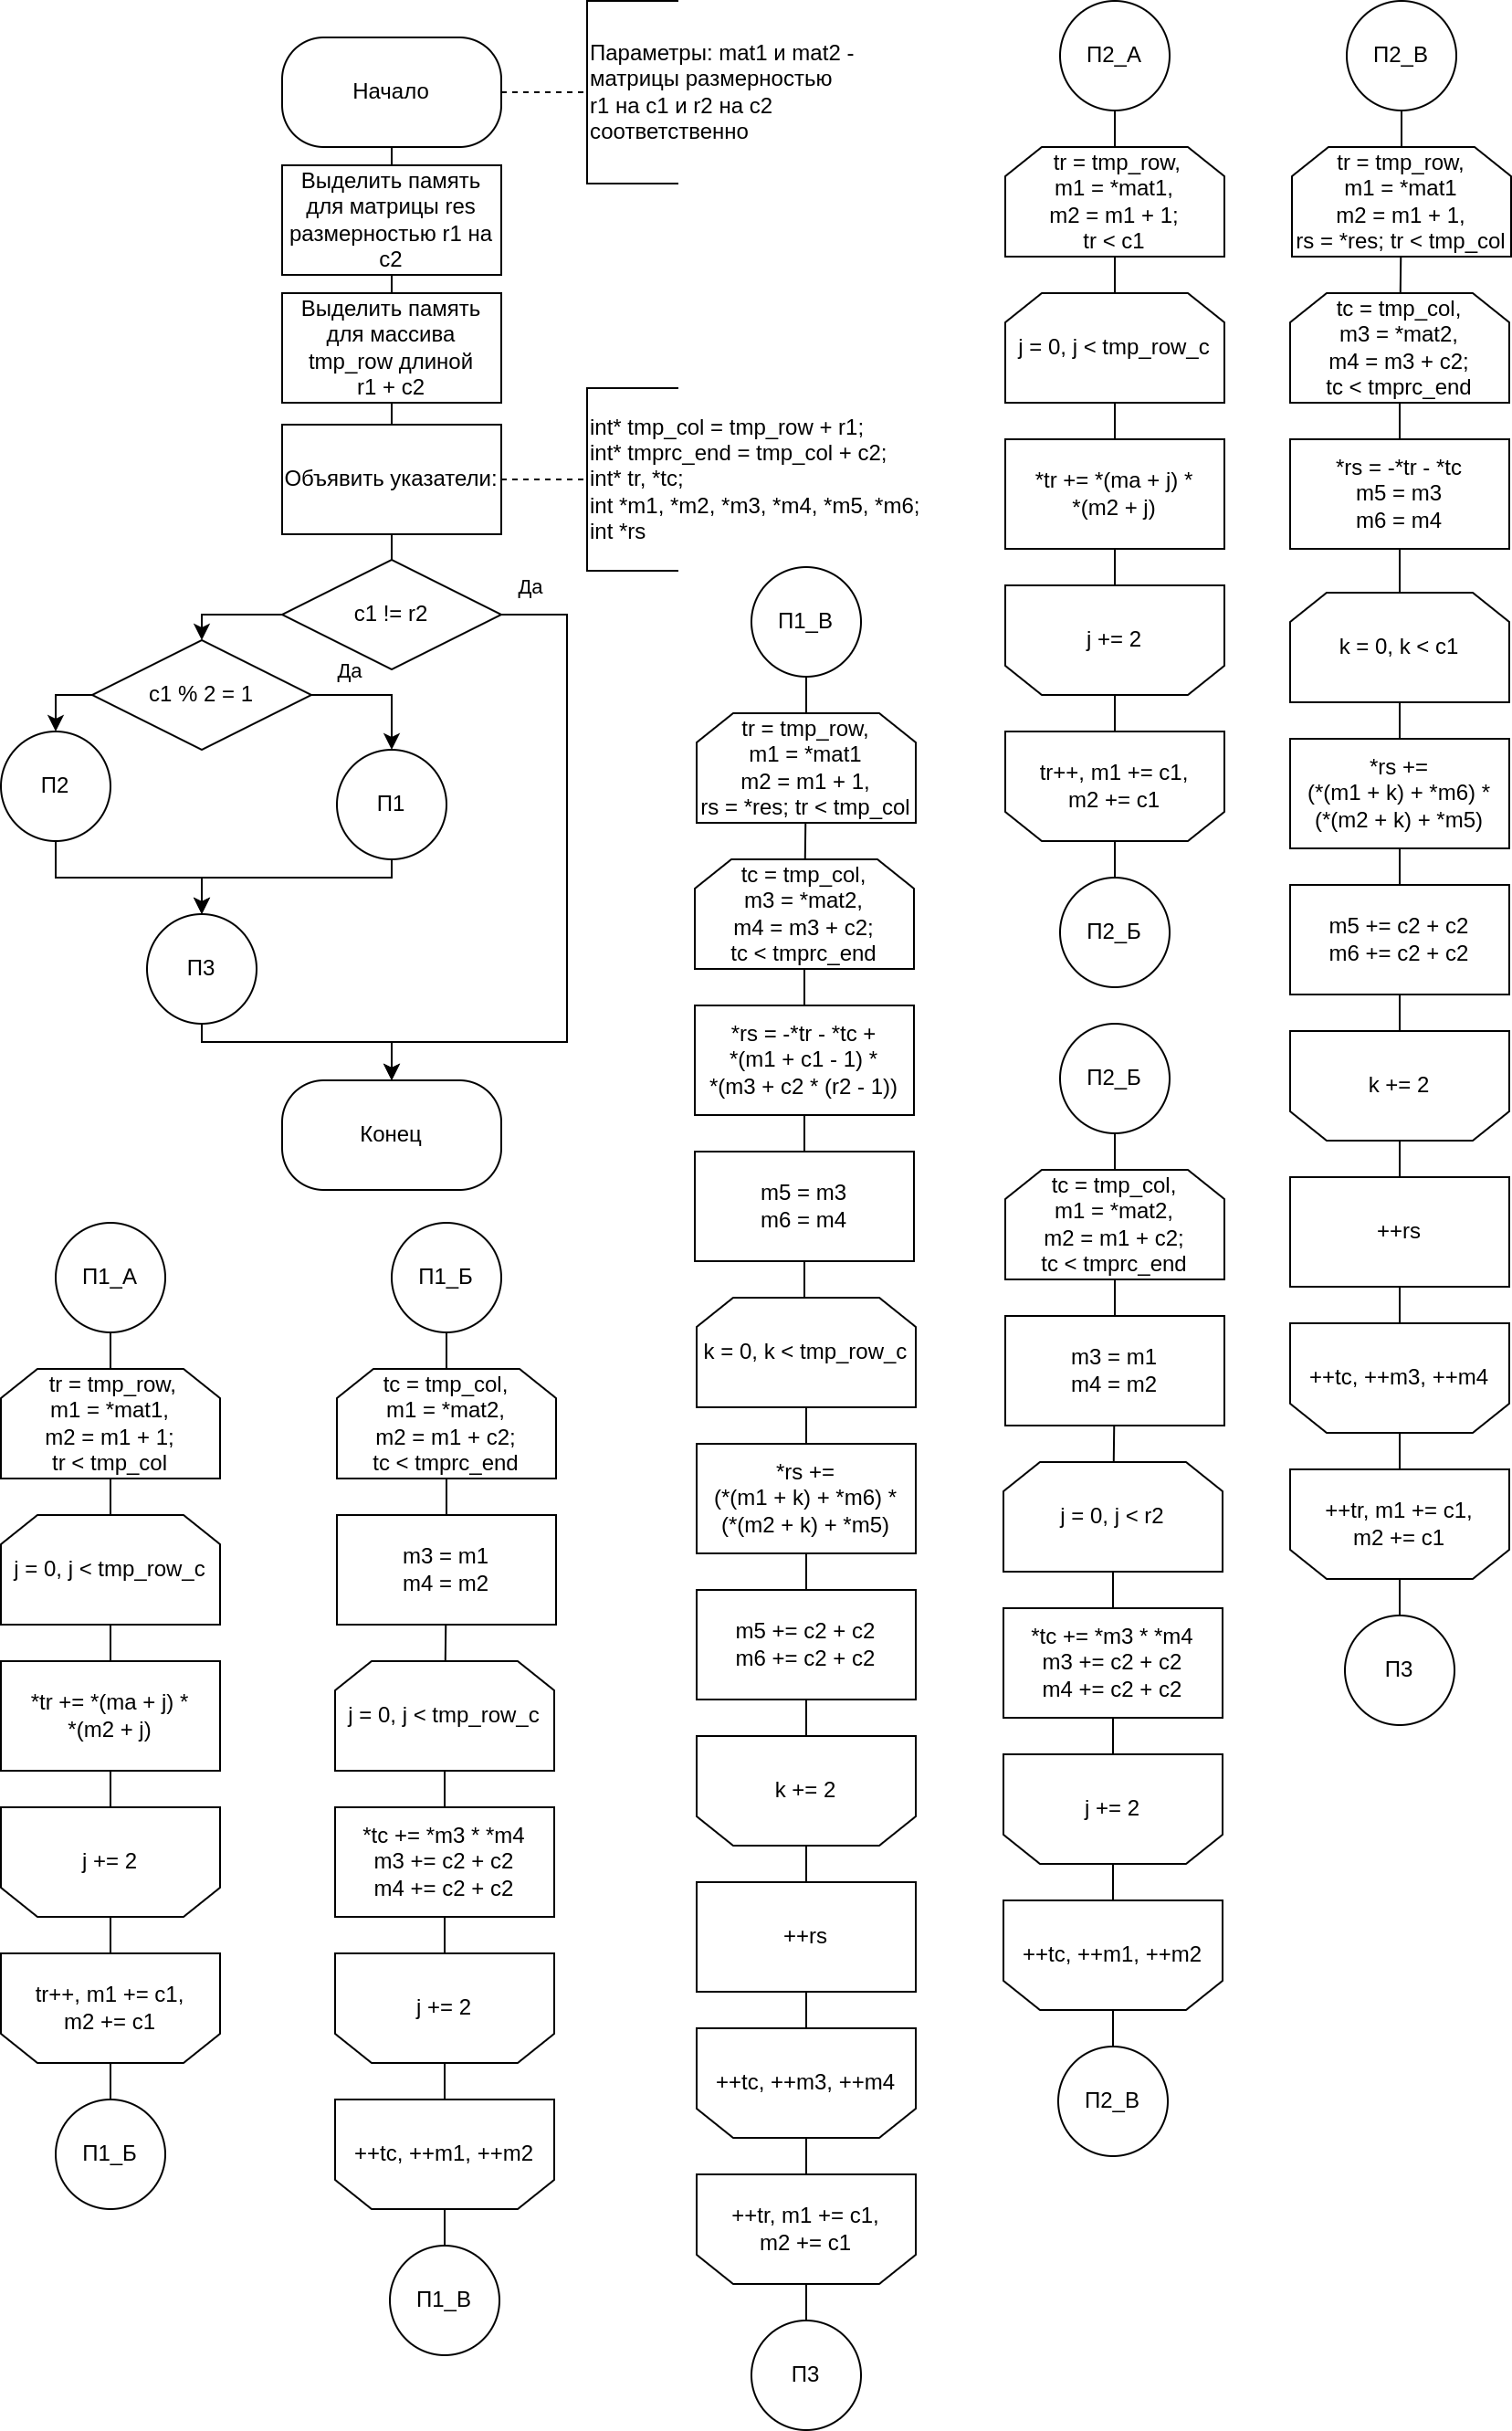 Начало
Параметры: mat1 и mat2 -
матрицы размерностью
r1 на c1 и r2 на c2
соответственно
Выделить память
для матрицы res
размерностью r1 на
c2
Выделить память
для массива
tmp_row длиной
r1 + c2
Объявить указатели:
int* tmp_col = tmp_row + r1;
int* tmprc_end = tmp_col + c2;
int* tr, *tc;
int *m1, *m2, *m3, *m4, *m5, *m6;
int *rs
c1 != r2
Да
c1 % 2 = 1
Да
П2
П1
П3
Конец
П1_А
tr = tmp_row,
m1 = *mat1,
m2 = m1 + 1;
tr < tmp_col
j = 0, j < tmp_row_c
*tr += *(ma + j) *
*(m2 + j)
j += 2
tr++, m1 += c1,
m2 += c1
П1_Б
П1_Б
tc = tmp_col,
m1 = *mat2,
m2 = m1 + c2;
tc < tmprc_end
m3 = m1
m4 = m2
j = 0, j < tmp_row_c
*tc += *m3 * *m4
m3 += c2 + c2
m4 += c2 + c2
j += 2
++tc, ++m1, ++m2
П1_В
П1_В
tr = tmp_row,
m1 = *mat1
m2 = m1 + 1,
rs = *res; tr < tmp_col
tc = tmp_col,
m3 = *mat2,
m4 = m3 + c2;
tc < tmprc_end
*rs = -*tr - *tc +
*(m1 + c1 - 1) *
*(m3 + c2 * (r2 - 1))
m5 = m3
m6 = m4
k = 0, k < tmp_row_c
*rs +=
(*(m1 + k) + *m6) *
(*(m2 + k) + *m5)
m5 += c2 + c2
m6 += c2 + c2
k += 2
++rs
++tc, ++m3, ++m4
++tr, m1 += c1,
m2 += c1
П3
П2_А
tr = tmp_row,
m1 = *mat1,
m2 = m1 + 1;
tr < c1
j = 0, j < tmp_row_c
*tr += *(ma + j) *
*(m2 + j)
j += 2
tr++, m1 += c1,
m2 += c1
П2_Б
П2_Б
tc = tmp_col,
m1 = *mat2,
m2 = m1 + c2;
tc < tmprc_end
m3 = m1
m4 = m2
j = 0, j < r2
*tc += *m3 * *m4
m3 += c2 + c2
m4 += c2 + c2
j += 2
++tc, ++m1, ++m2
П2_В
П2_В
tr = tmp_row,
m1 = *mat1
m2 = m1 + 1,
rs = *res; tr < tmp_col
tc = tmp_col,
m3 = *mat2,
m4 = m3 + c2;
tc < tmprc_end
*rs = -*tr - *tc
m5 = m3
m6 = m4
k = 0, k < c1
*rs +=
(*(m1 + k) + *m6) *
(*(m2 + k) + *m5)
m5 += c2 + c2
m6 += c2 + c2
k += 2
++rs
++tc, ++m3, ++m4
++tr, m1 += c1,
m2 += c1
П3